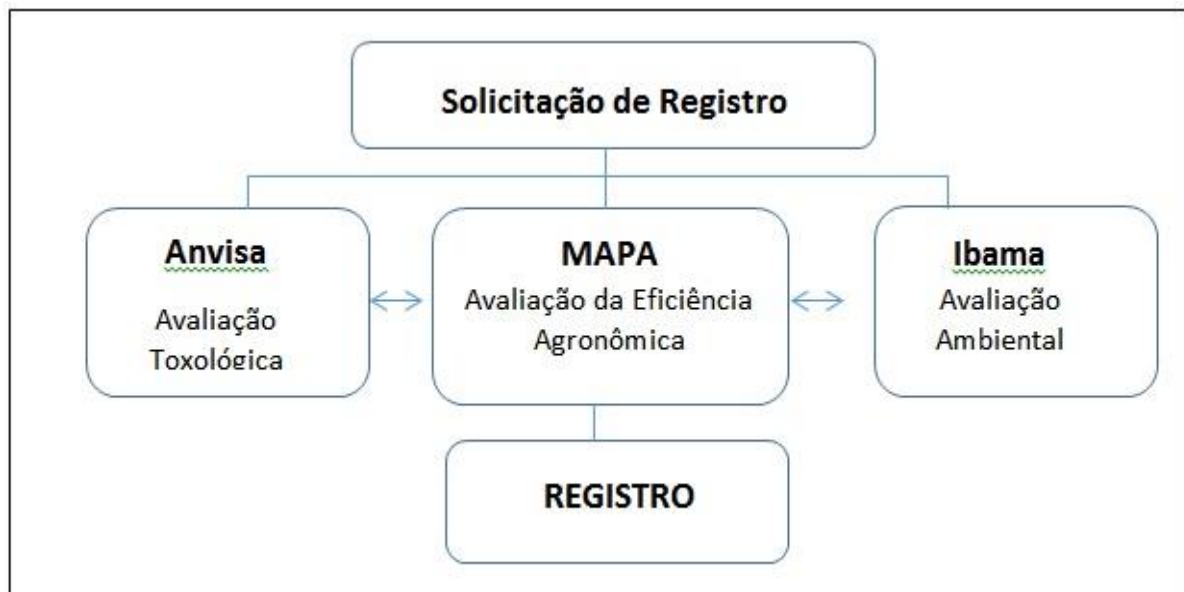 Solicitação de Registro
Anvisa
Avaliação
Toxológica
MAPA
Avaliação da Eficiência
Agronômica
Ibama
Avaliação
Ambiental
REGISTRO